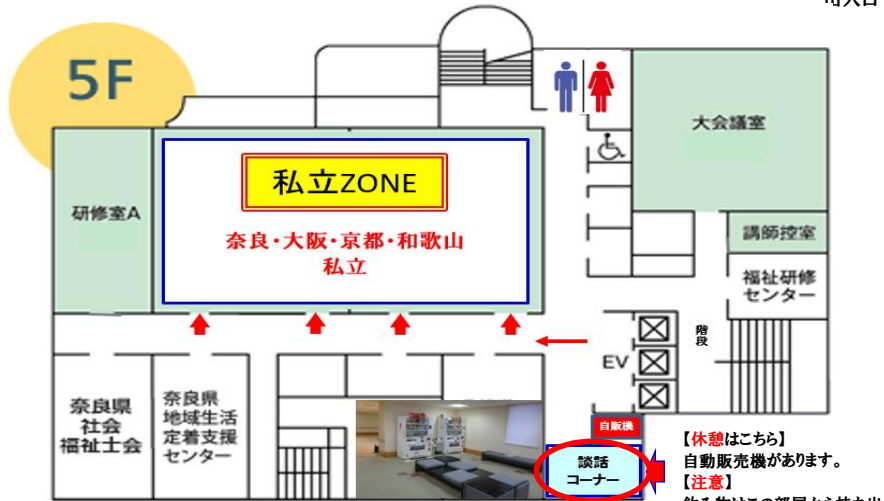 5F
大会議室
私立ZONE
研修室A
奈良・大阪・京都・和歌山
私立
講師控室
福祉研修
センター
階段
EV
奈良県
社会
福祉士会
奈良県
地域生活
定着支援
センター
自販機
談話
コーナー
【休憩はこちら】
自動販売機があります。
【注意】